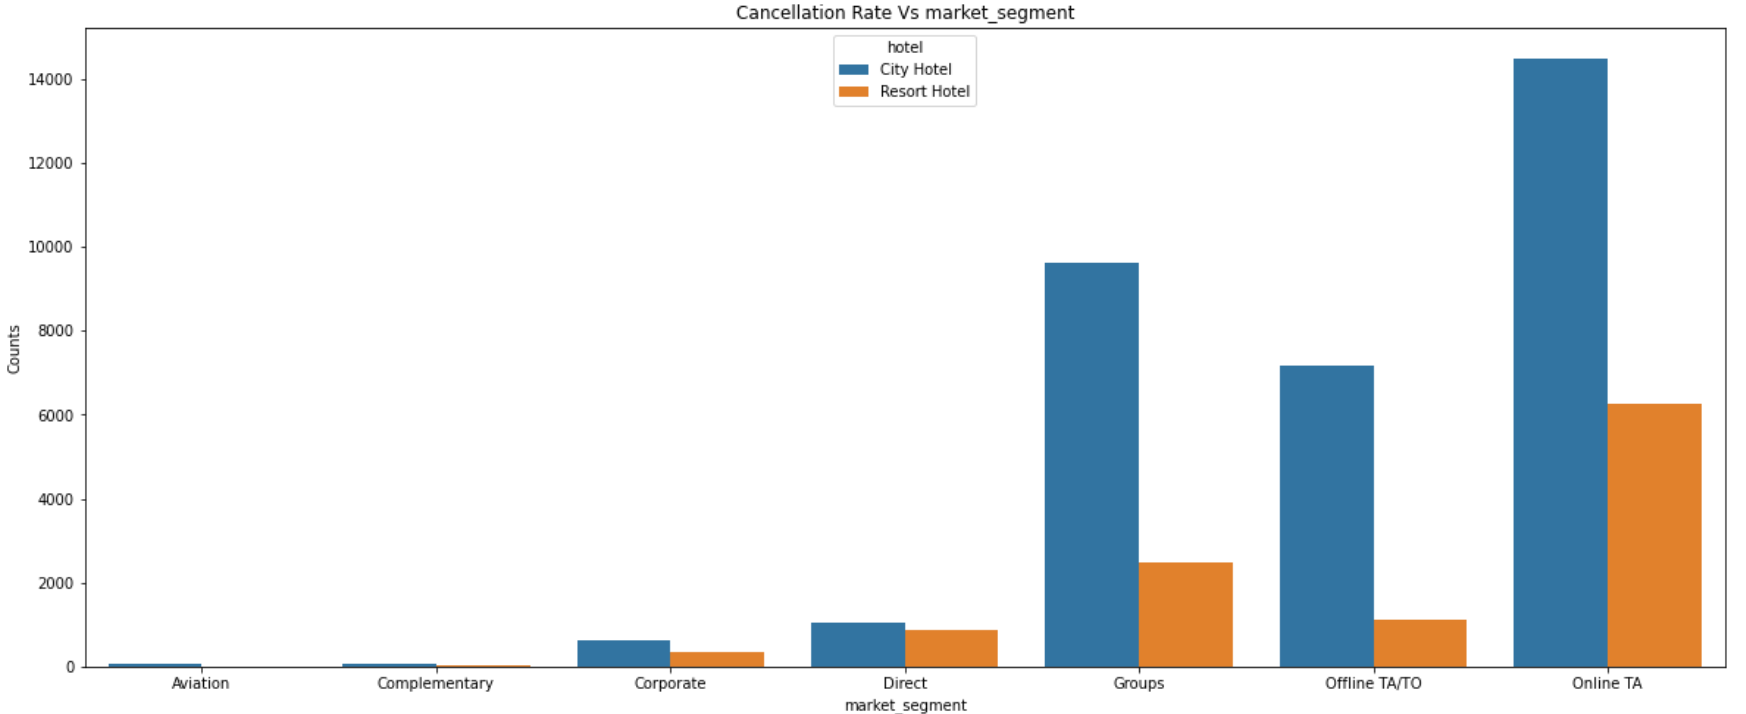 Cancellation Rate Vs market_segment
hotel
City Hotel
Resort Hotel
14000
12000
10000
8000
6000
4000
2000
0
Counts
Aviation Complementary Corporate Direct Groups Offline TA/TO Online TA
market_segment